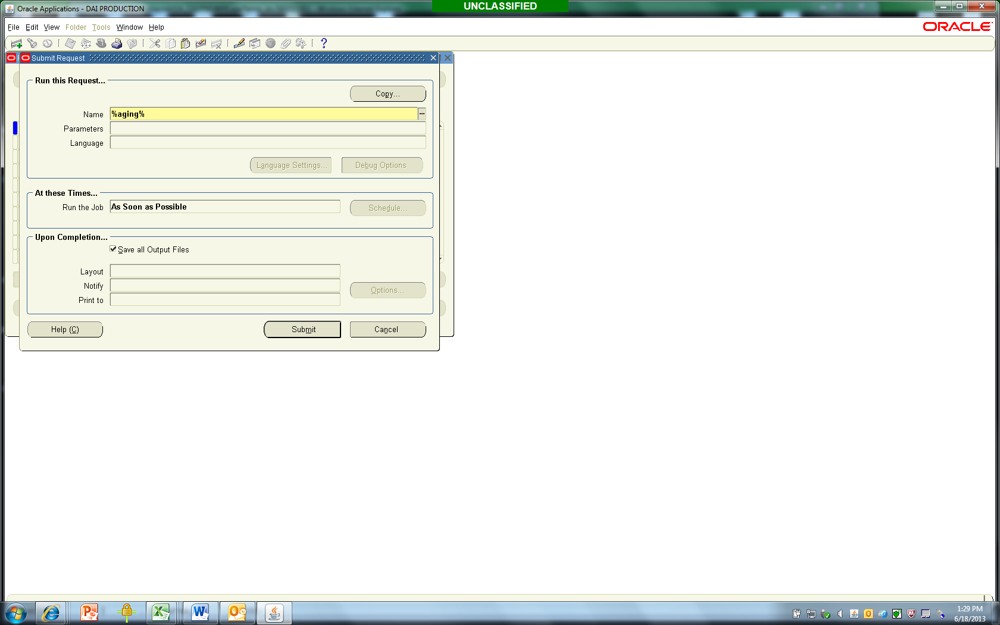 UNCLASSIFIED
Oracle Applications - DAI PRODUCTION
File Edit View Folder Tools Window Help
ORACLE
Submit Request
Run this Request...
Copy...
Name %aging%
Parameters
Language
Language Settings... Debug Options
At these Times...
Run the Job As Soon as Possible
Schedule...
Upon Completion...
Save all Output Files
Layout
Notify
Options...
Print to
Help (C) Submit Cancel
1:29 PM
6/18/2013